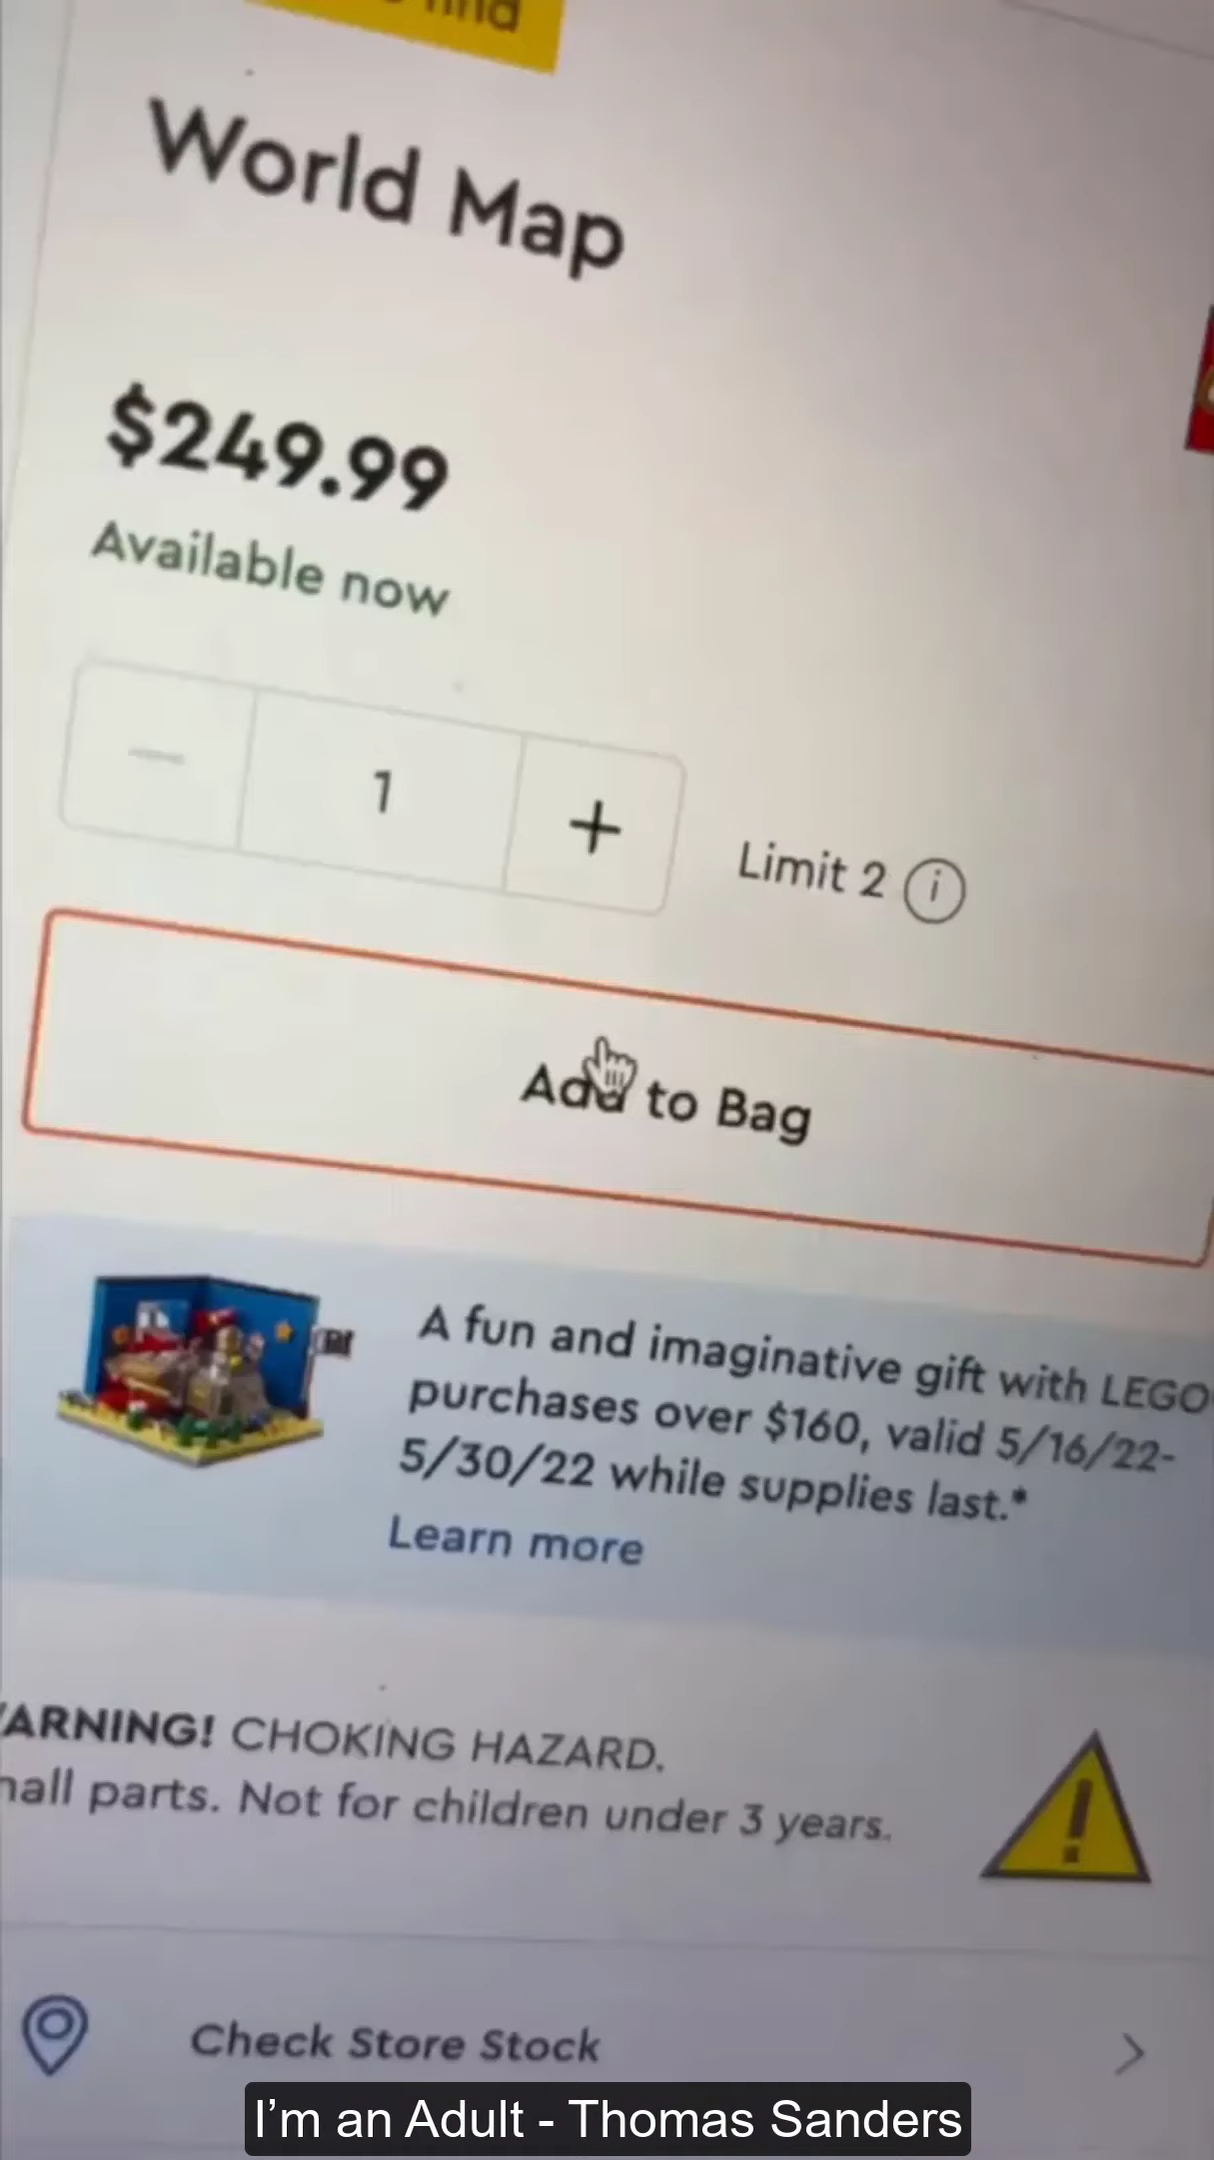 World Map
$249.99
Available now
1
Limit 2
Add to Bag
A fun and imaginative gift with LEGO
purchases over $160, valid 5/16/22-
5/30/22 while supplies last.*
Learn more
ARNING! CHOKING HAZARD.
mall parts. Not for children under 3 years.
Check Store Stock
I’m an Adult - Thomas Sanders